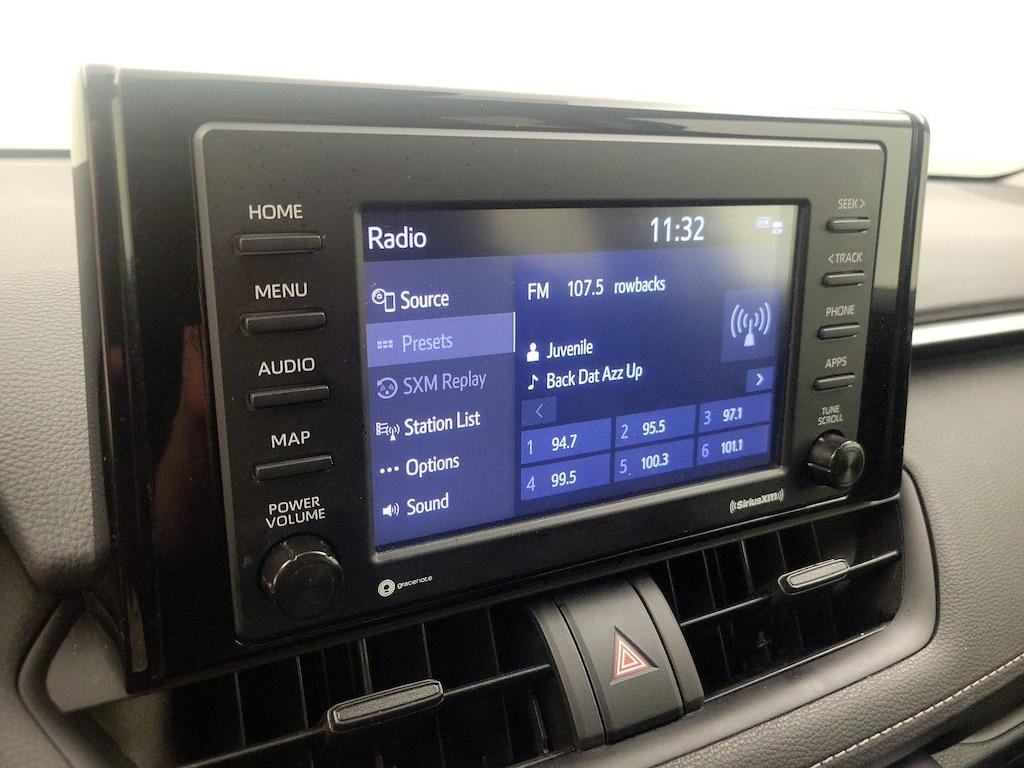 HOME
MENU
AUDIO
MAP
POWER
VOLUME
Radio
11:32
Source
Presets
SXM Replay
Station List
Options
Sound
FM 107.5 rowbacks
Juvenile
Back Dat Azz Up
1 94.7
2 95.5
3 97.1
4 99.5
5 100.3
6 101.1
SEEK >
< TRACK
PHONE
APPS
TUNE
SCROLL
gracenote
((SiriusXM))